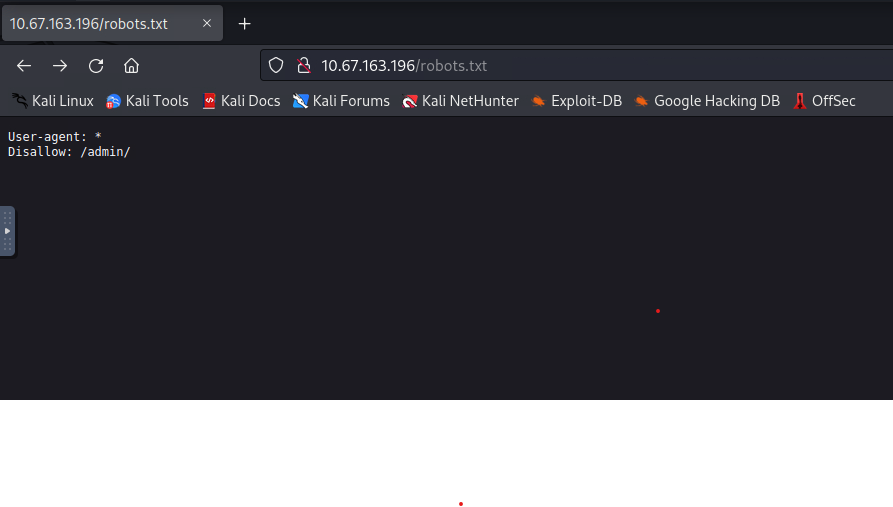 10.67.163.196/robots.txt
10.67.163.196/robots.txt
Kali Linux Kali Tools Kali Docs Kali Forums Kali NetHunter Exploit-DB Google Hacking DB OffSec
User-agent: *
Disallow: /admin/